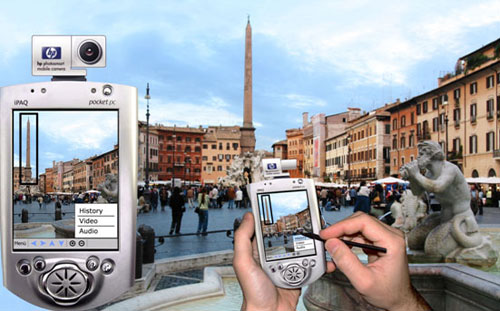 hp
hp photosmart
mobile camera
iPAQ pocket pc
History
Video
Audio
Menu